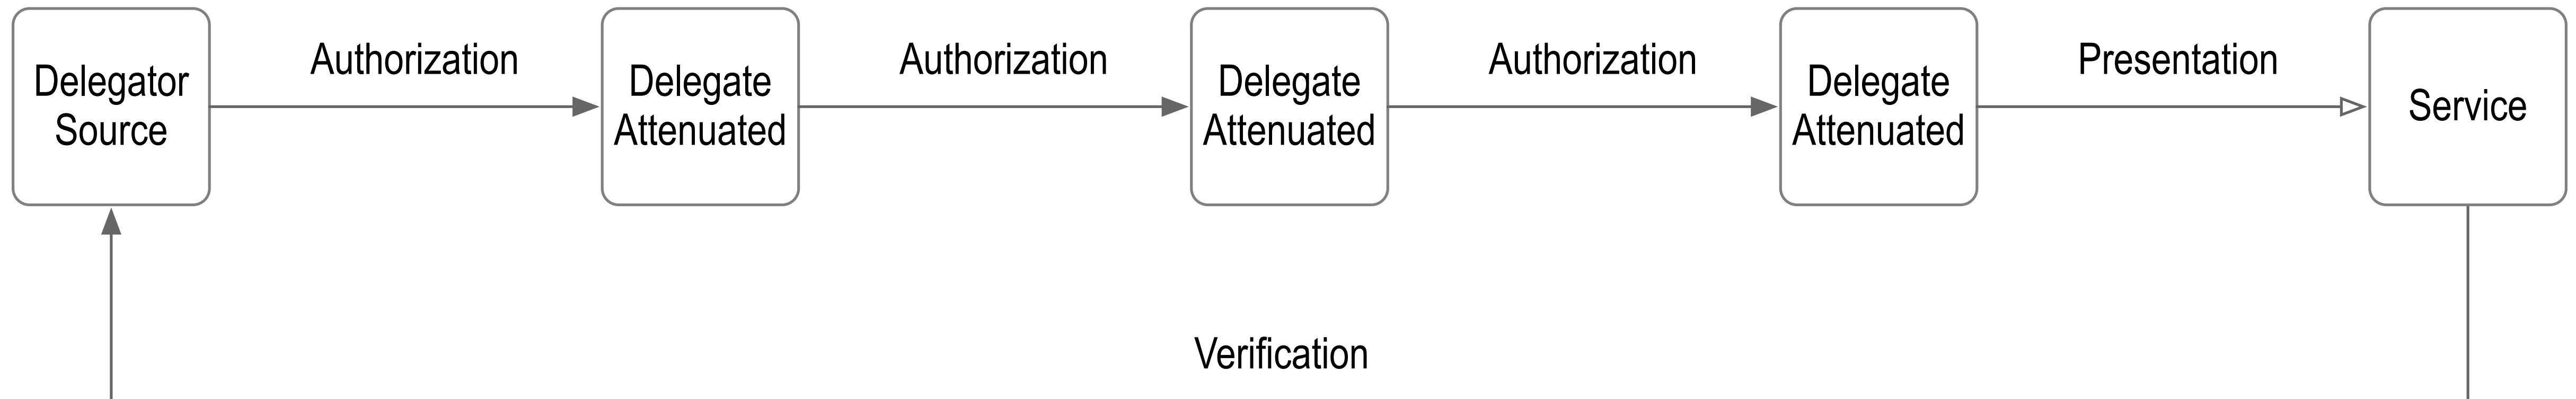 Delegator
Source
Authorization
Delegate
Attenuated
Authorization
Delegate
Attenuated
Authorization
Delegate
Attenuated
Presentation
Service
Verification